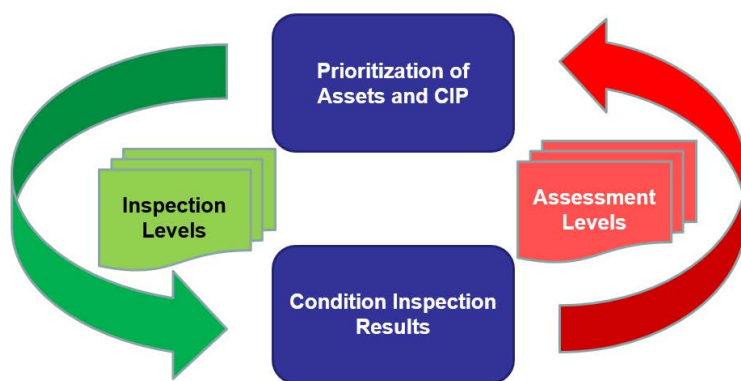 Prioritization of
Assets and CIP
Inspection
Levels
Assessment
Levels
Condition Inspection
Results